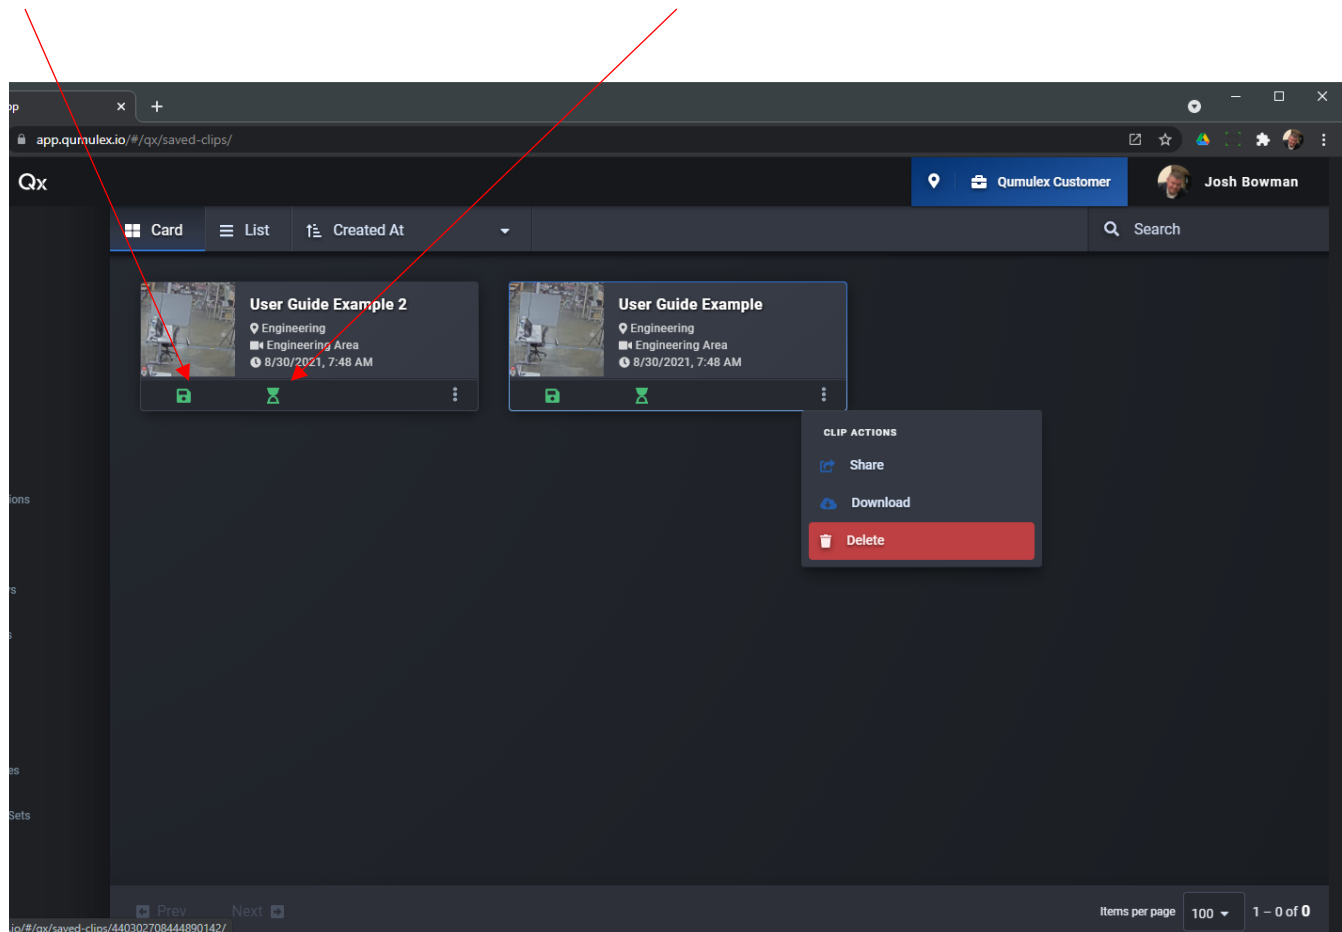 app.qumulex.io/#/qx/saved-clips/
Qx
Qumulex Customer
Josh Bowman
Card
List
Created At
Search
User Guide Example 2
Engineering
Engineering Area
8/30/2021, 7:48 AM
User Guide Example
Engineering
Engineering Area
8/30/2021, 7:48 AM
CLIP ACTIONS
Share
Download
Delete
ions
es
Sets
Prev
Next
Items per page
100
1 – 0 of 0
io/#/qx/saved-clips/440302708444890142/